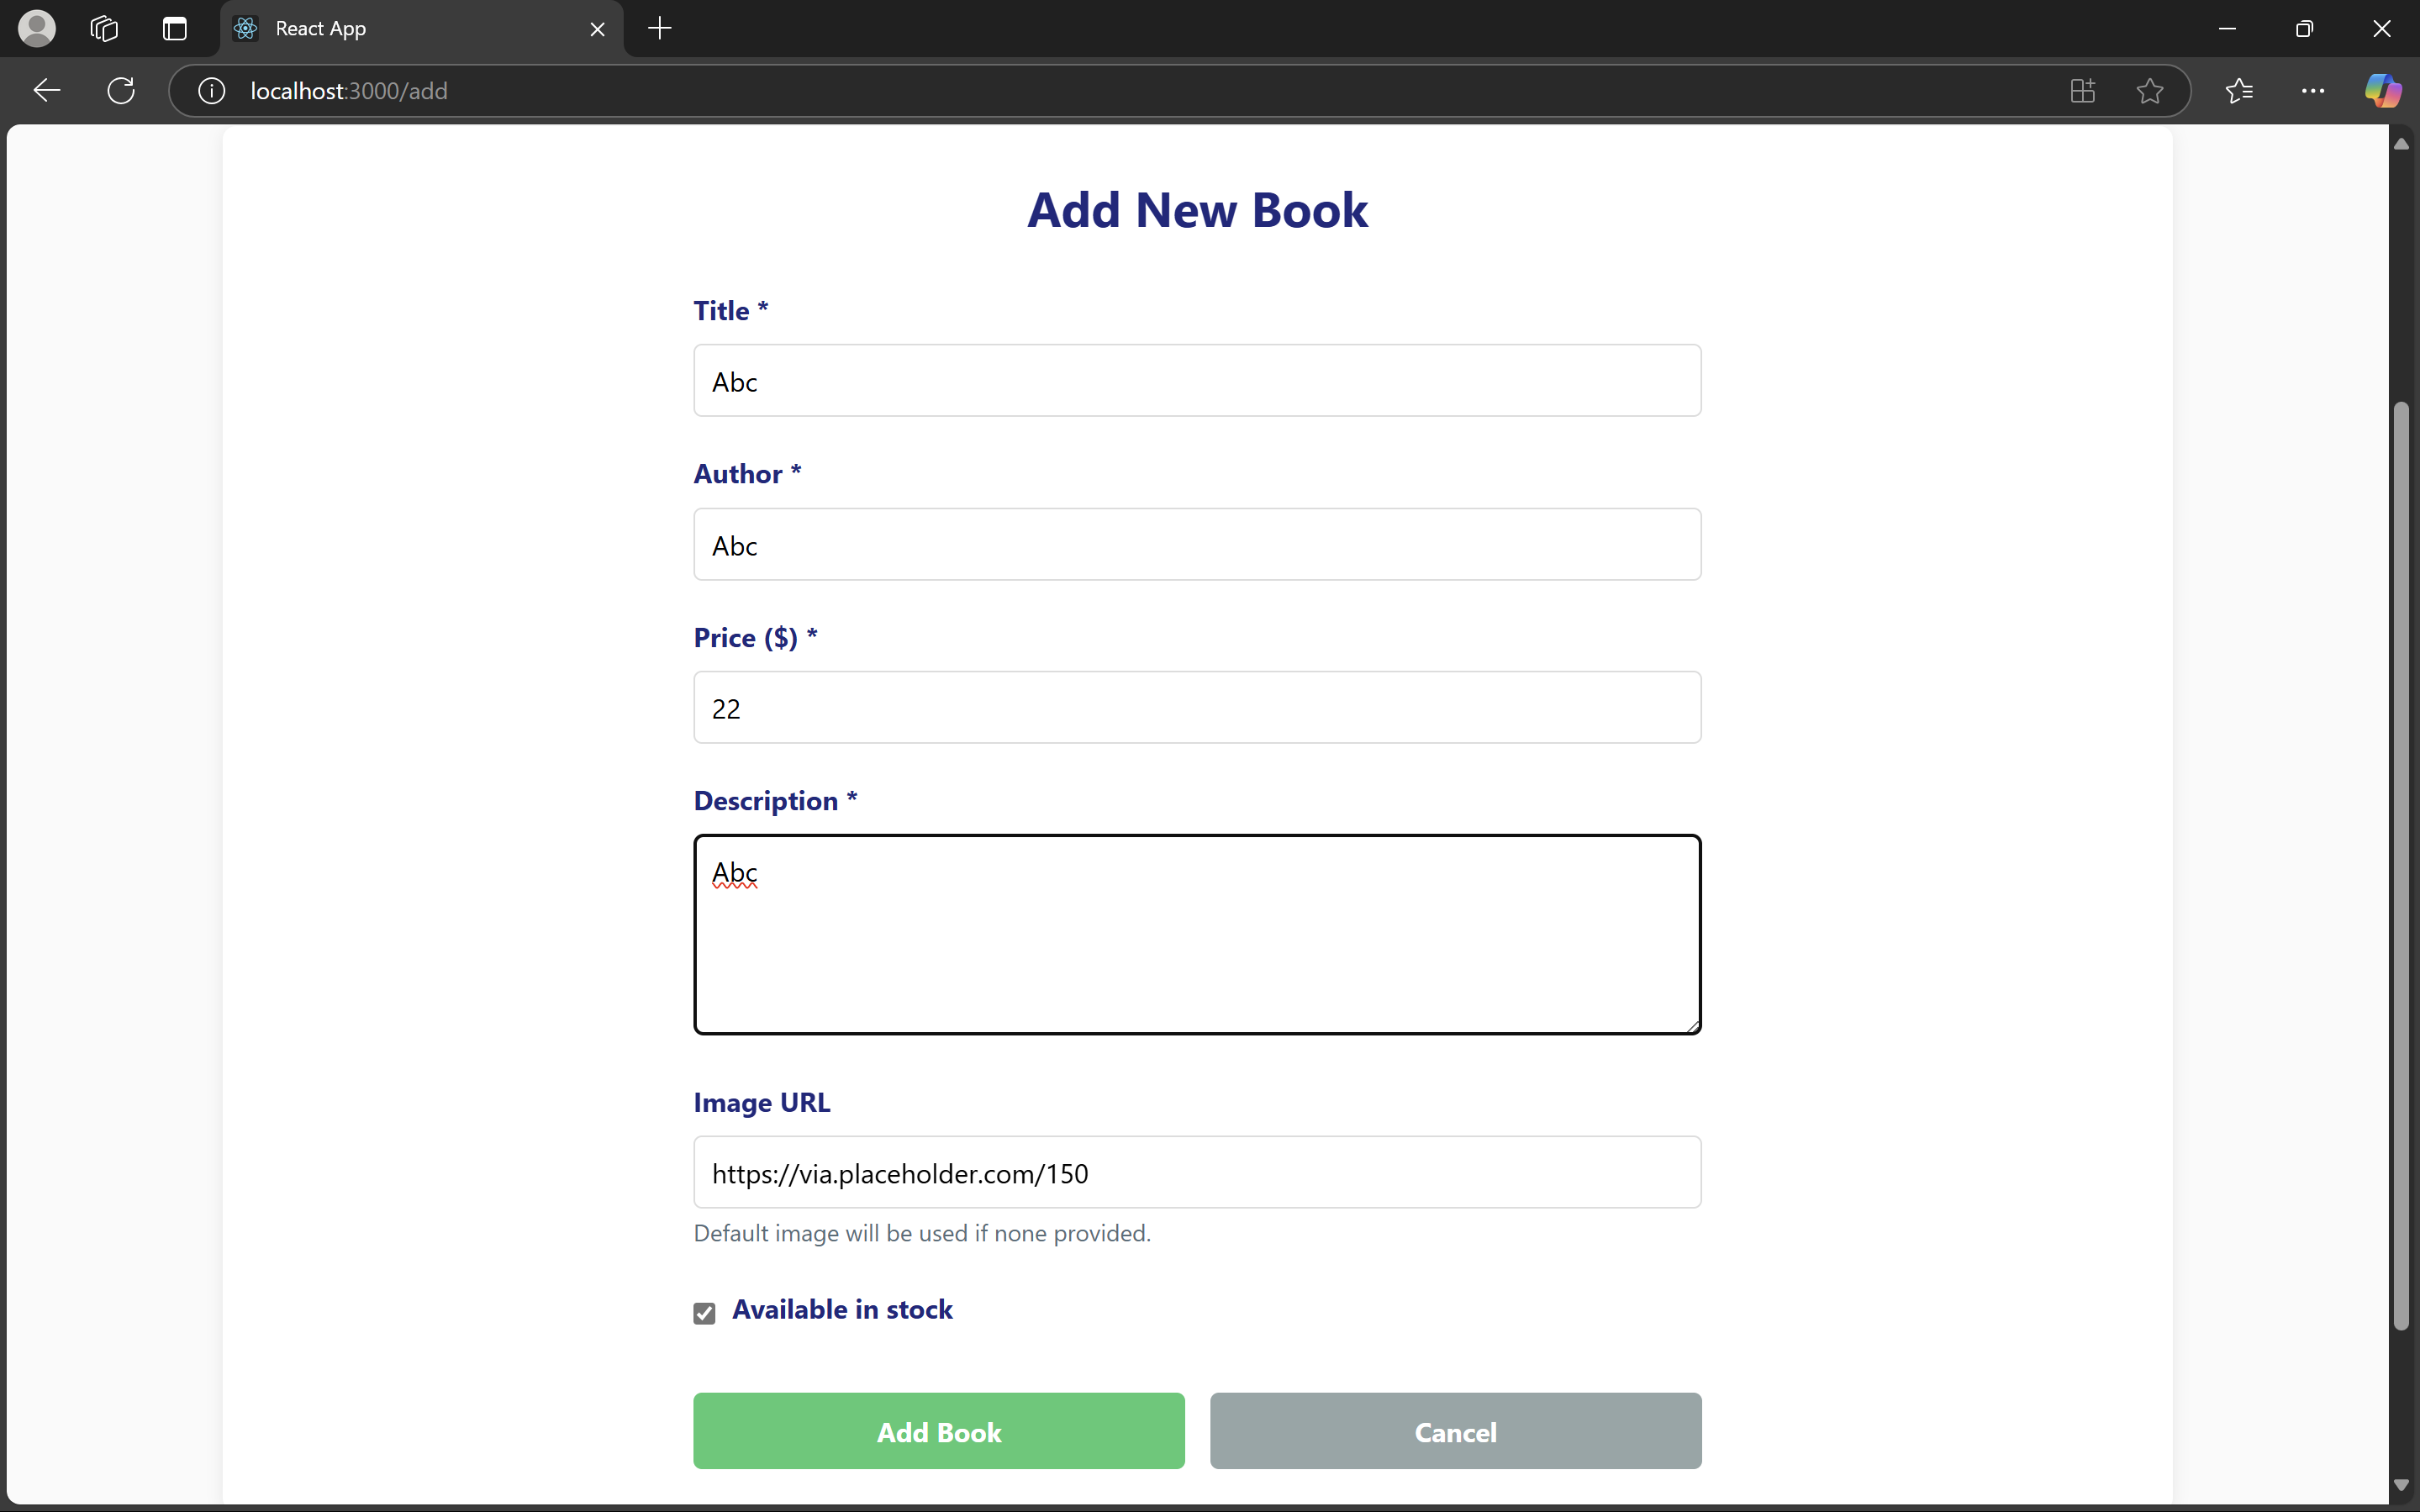 React App
localhost:3000/add
Add New Book
Title *
Abc
Author *
Abc
Price ($) *
22
Description *
Abc
Image URL
https://via.placeholder.com/150
Default image will be used if none provided.
Available in stock
Add Book
Cancel